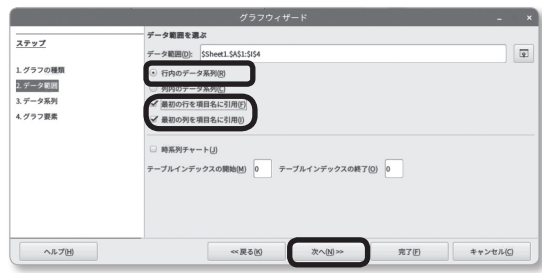 グラフウィザード
ステップ
1. グラフの種類
2. データ範囲
3. データ系列
4. グラフ要素
データ範囲を選ぶ
データ範囲(D): $Sheet1.$A$1:$I$4
行内のデータ系列(R)
列内のデータ系列(C)
最初の行を項目名に引用(F)
最初の列を項目名に引用(I)
時系列チャート(J)
テーブルインデックスの開始(M) 0 テーブルインデックスの終了(O) 0
ヘルプ(H) << 戻る(K) 次へ(N) >> 完了(F) キャンセル(C)